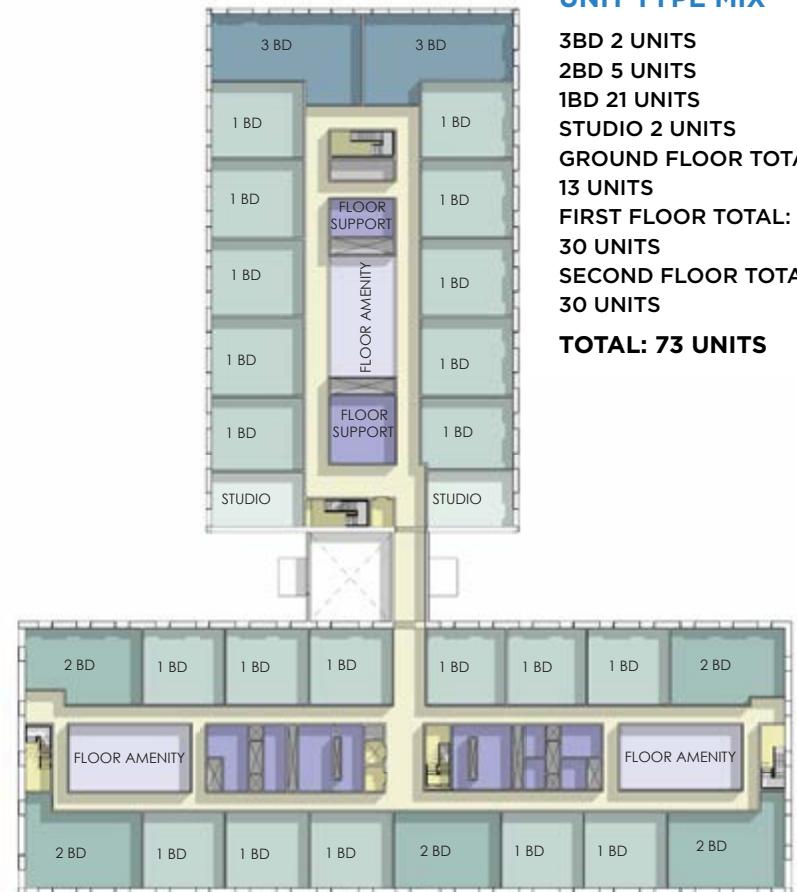 UNIT TYPE MIX
3BD 2 UNITS
2BD 5 UNITS
1BD 21 UNITS
STUDIO 2 UNITS
GROUND FLOOR
13 UNITS
FIRST FLOOR TOTAL:
30 UNITS
SECOND FLOOR
30 UNITS
TOTAL: 73 UNITS
3 BD 3 BD
1 BD 1 BD
1 BD FLOOR SUPPORT 1 BD
1 BD FLOOR AMENITY 1 BD
1 BD 1 BD
1 BD FLOOR SUPPORT 1 BD
STUDIO STUDIO
2 BD 1 BD 1 BD 1 BD 1 BD 1 BD 1 BD 2 BD
FLOOR AMENITY FLOOR AMENITY
2 BD 1 BD 1 BD 1 BD 2 BD 1 BD 1 BD 2 BD